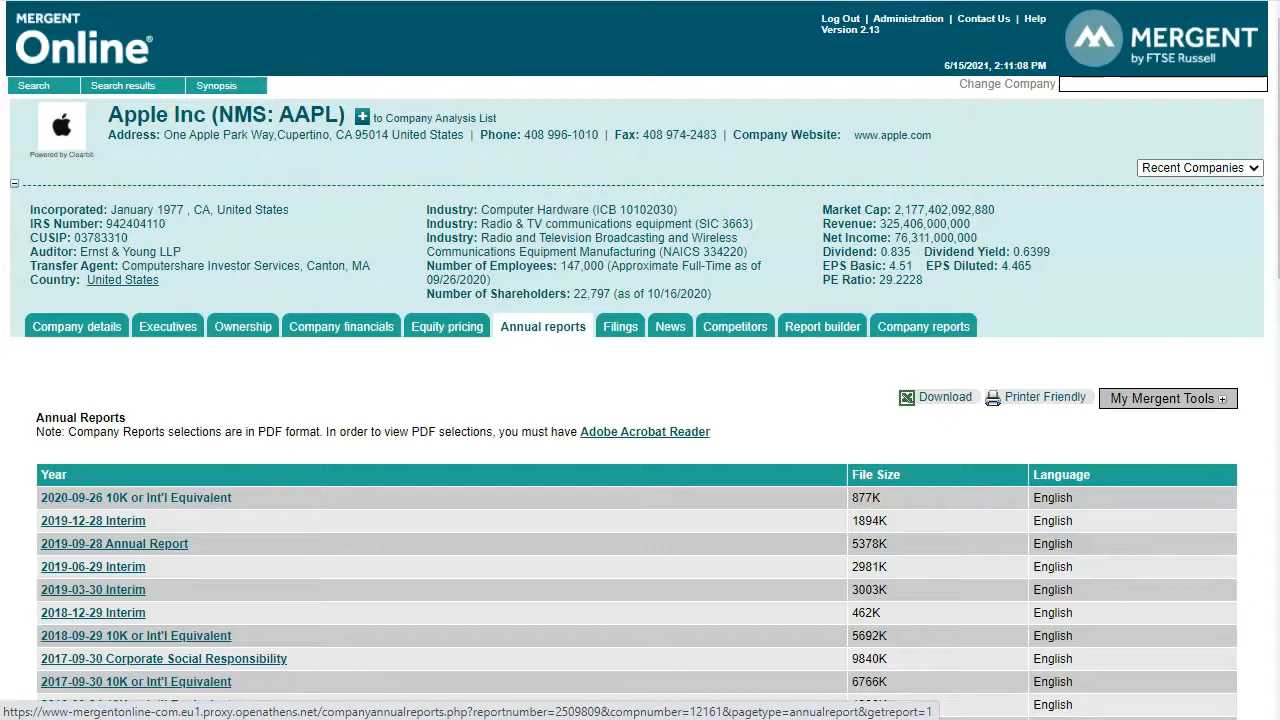 MERGENT
Online®
Log Out | Administration | Contact Us | Help
Version 2.13
6/15/2021, 2:11:08 PM
MERGENT
by FTSE Russell
Search
Search results
Synopsis
Change Company
Apple Inc (NMS: AAPL) + to Company Analysis List
Address: One Apple Park Way,Cupertino, CA 95014 United States | Phone: 408 996-1010 | Fax: 408 974-2483 | Company Website: www.apple.com
Powered by Clearbit
Recent Companies
Incorporated: January 1977 , CA, United States
IRS Number: 942404110
CUSIP: 03783310
Auditor: Ernst & Young LLP
Transfer Agent: Computershare Investor Services, Canton, MA
Country: United States
Industry: Computer Hardware (ICB 10102030)
Industry: Radio & TV communications equipment (SIC 3663)
Industry: Radio and Television Broadcasting and Wireless
Communications Equipment Manufacturing (NAICS 334220)
Number of Employees: 147,000 (Approximate Full-Time as of
09/26/2020)
Number of Shareholders: 22,797 (as of 10/16/2020)
Market Cap: 2,177,402,092,880
Revenue: 325,406,000,000
Net Income: 76,311,000,000
Dividend: 0.835 Dividend Yield: 0.6399
EPS Basic: 4.51 EPS Diluted: 4.465
PE Ratio: 29.2228
Company details
Executives
Ownership
Company financials
Equity pricing
Annual reports
Filings
News
Competitors
Report builder
Company reports
Download
Printer Friendly
My Mergent Tools
Annual Reports
Note: Company Reports selections are in PDF format. In order to view PDF selections, you must have Adobe Acrobat Reader
Year File Size Language
2020-09-26 10K or Int'l Equivalent 877K English
2019-12-28 Interim 1894K English
2019-09-28 Annual Report 5378K English
2019-06-29 Interim 2981K English
2019-03-30 Interim 3003K English
2018-12-29 Interim 462K English
2018-09-29 10K or Int'l Equivalent 5692K English
2017-09-30 Corporate Social Responsibility 9840K English
2017-09-30 10K or Int'l Equivalent 6766K English
English
https://www-mergentonline-com.eu1.proxy.openathens.net/companyannualreports.php?reportnumber=2509809&compnumber=12161&pagetype=annualreport&getreport=1